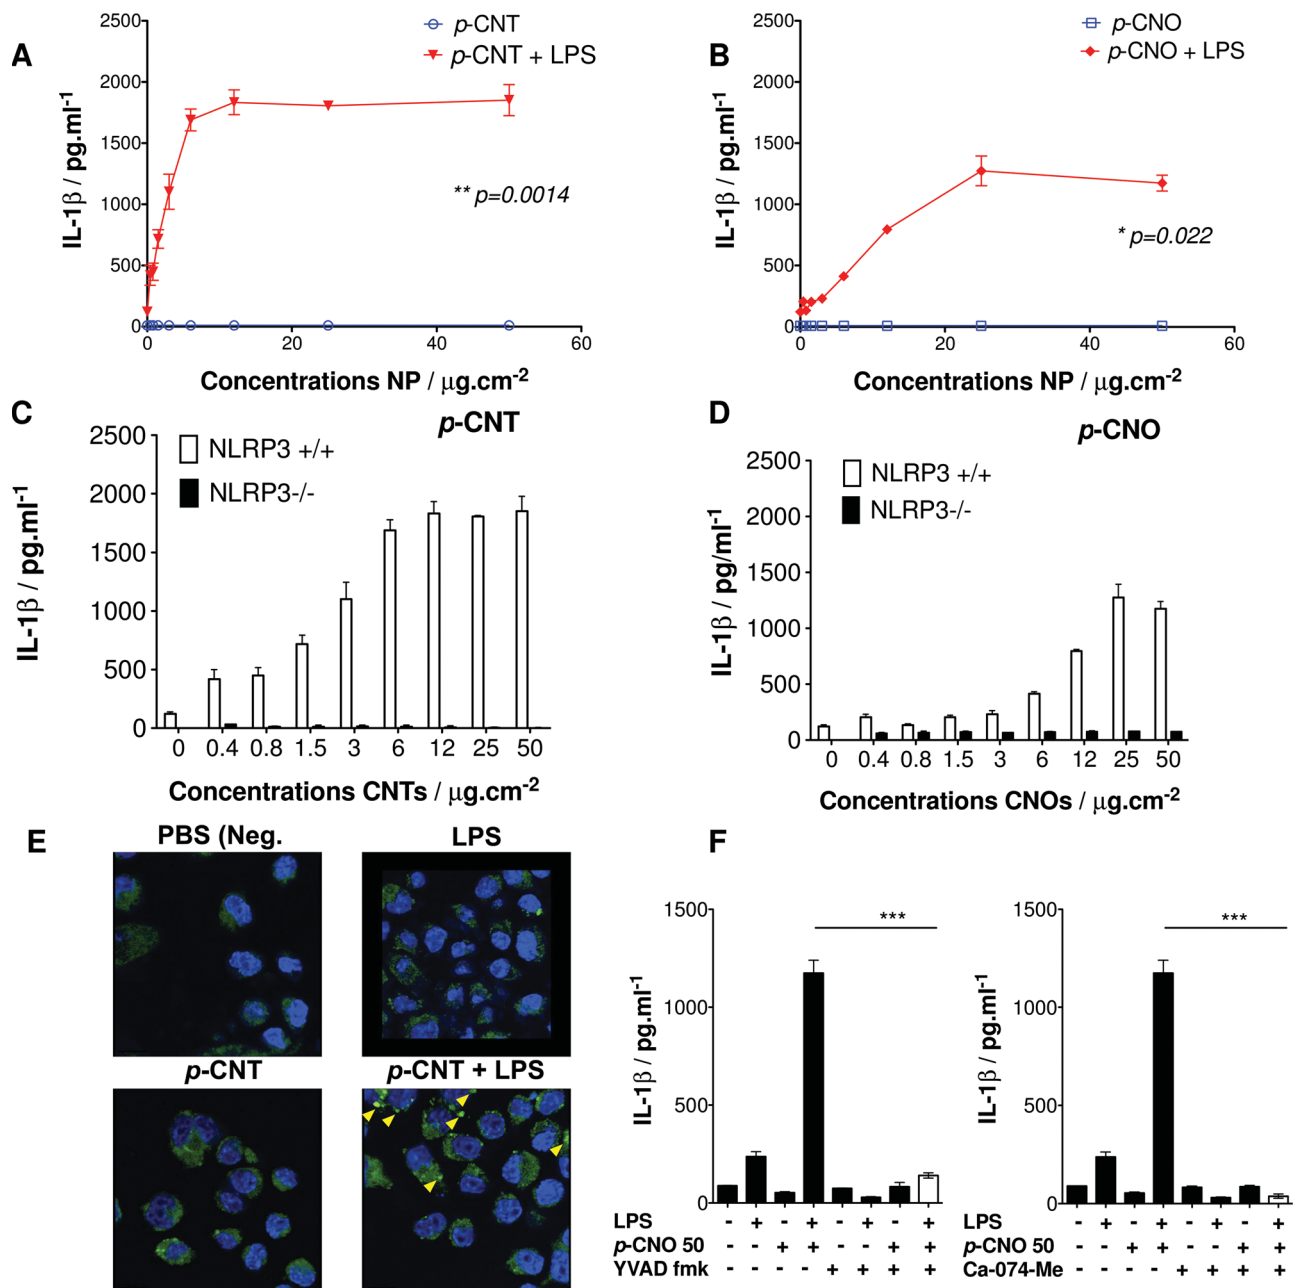 A
2500
2000
1500
1000
500
0
0 20 40 60
IL-1β / pg.ml-1
p-CNT
p-CNT + LPS
** p=0.0014
Concentrations NP / μg.cm-2
B
2500
2000
1500
1000
500
0
0 20 40 60
IL-1β / pg.ml-1
p-CNO
p-CNO + LPS
* p=0.022
Concentrations NP / μg.cm-2
C
p-CNT
NLRP3 +/+
NLRP3-/-
2500
2000
1500
1000
500
0
IL-1β / pg.ml-1
0 0.4 0.8 1.5 3 6 12 25 50
Concentrations CNTs / μg.cm-2
D
p-CNO
NLRP3 +/+
NLRP3-/-
2500
2000
1500
1000
500
0
IL-1β / pg/ml-1
0 0.4 0.8 1.5 3 6 12 25 50
Concentrations CNOs / μg.cm-2
E
PBS (Neg.
LPS
p-CNT
p-CNT + LPS
F
1500
1000
500
0
IL-1β / pg.ml-1
***
LPS - + - + - + - +
p-CNO 50 - - + + - - + +
YVAD fmk - - - - + + + +
1500
1000
500
0
IL-1β / pg.ml-1
***
LPS - + - + - + - +
p-CNO 50 - - + + - - + +
Ca-074-Me - - - - + + + +